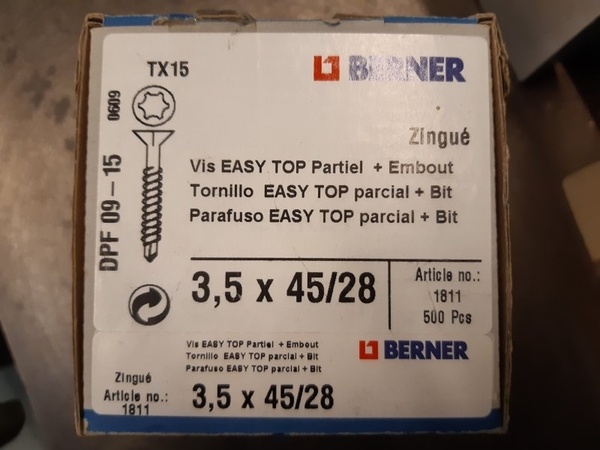 TX15
BERNER
0609
DPF 09-15
Zingué
Vis EASY TOP Partiel + Embout
Tornillo EASY TOP parcial + Bit
Parafuso EASY TOP parcial + Bit
3,5 x 45/28
Article no.:
1811
500 Pcs
Vis EASY TOP Partiel + Embout
Tornillo EASY TOP parcial + Bit
Parafuso EASY TOP parcial + Bit
BERNER
Zingué
Article no.:
1811
3,5 x 45/28